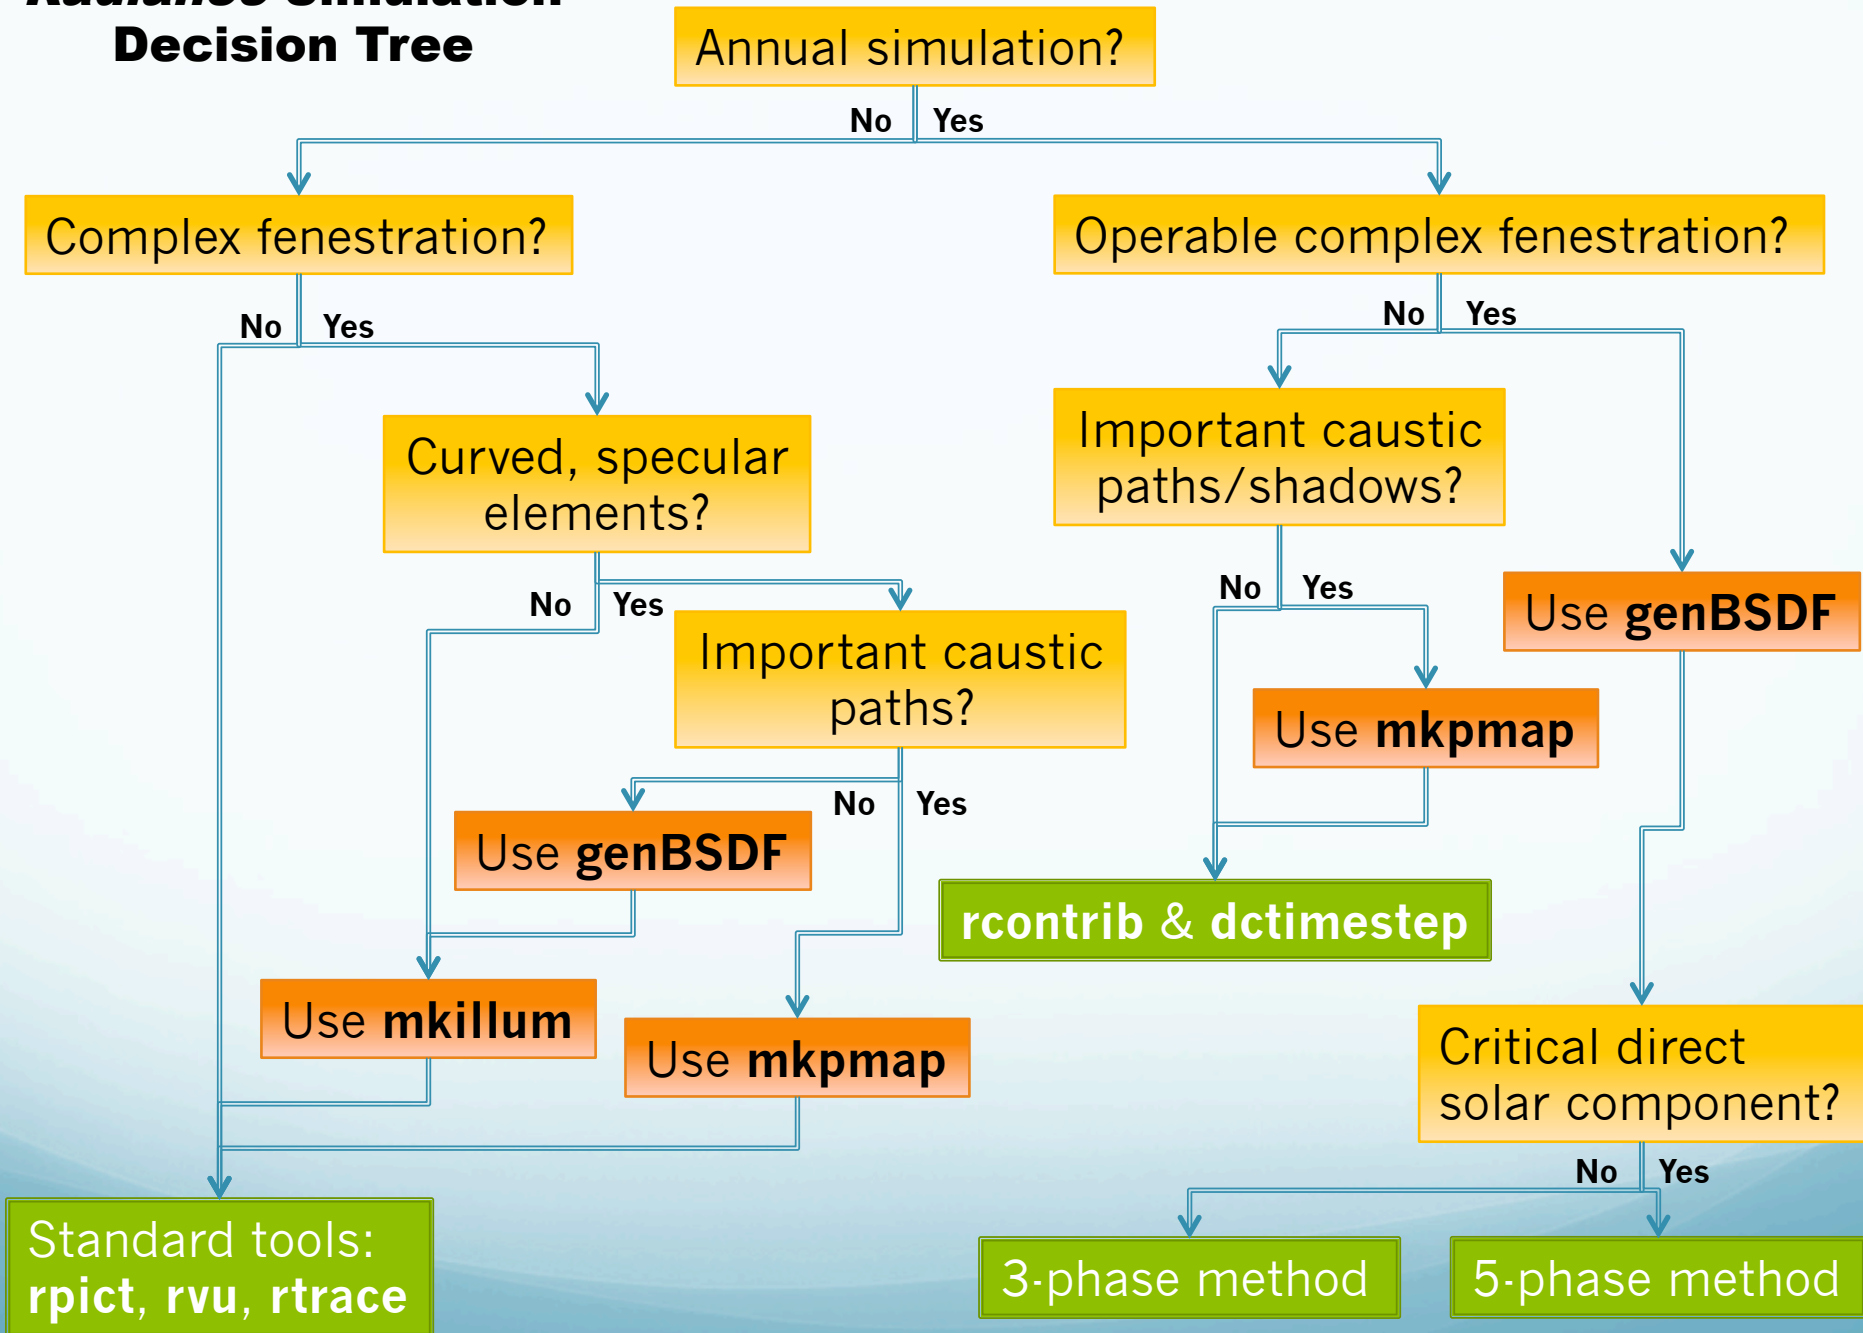 Decision Tree
Annual simulation?
No Yes
Complex fenestration?
Operable complex fenestration?
No Yes
No Yes
Curved, specular
elements?
Important caustic
paths/shadows?
No Yes
Important caustic
paths?
No Yes
Use genBSDF
Use mkpmap
No Yes
Use genBSDF
rcontrib & dctimestep
Use mkillum
Use mkpmap
Critical direct
solar component?
No Yes
Standard tools:
rpict, rvu, rtrace
3-phase method
5-phase method